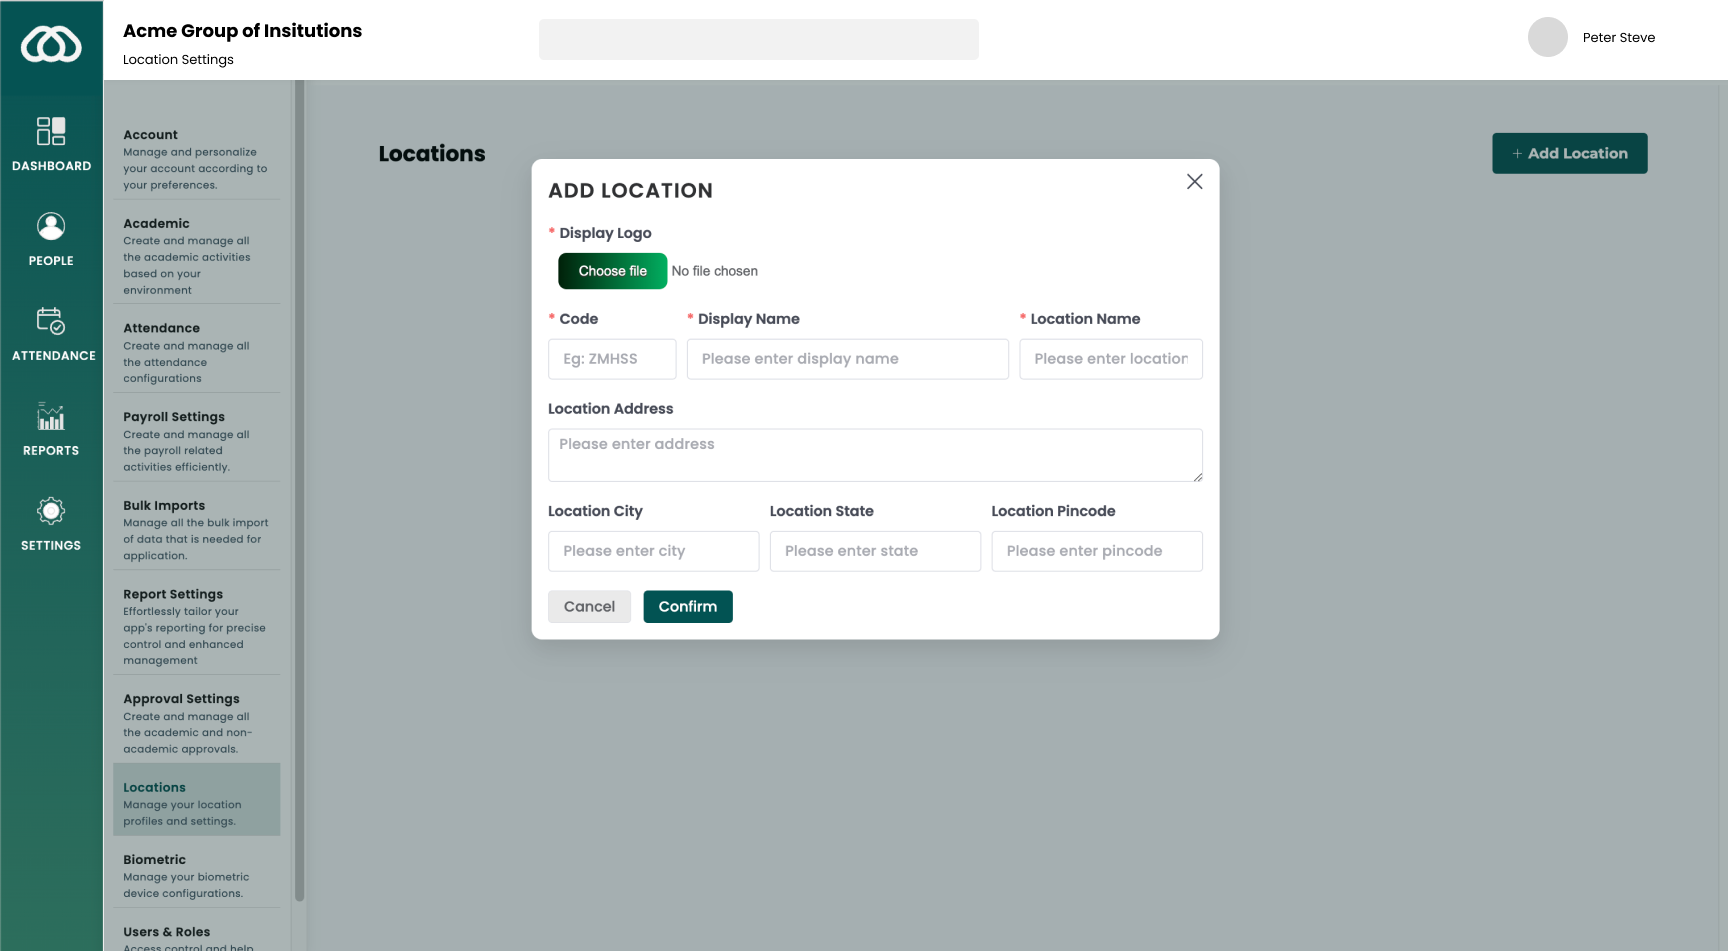 Acme Group of Insitutions
Location Settings
Peter Steve
DASHBOARD
PEOPLE
ATTENDANCE
REPORTS
SETTINGS
Account
Manage and personalize
your account according to
your preferences.
Academic
Create and manage all
the academic activities
based on your
environment
Attendance
Create and manage all
the attendance
configurations
Payroll Settings
Create and manage all
the payroll related
activities efficiently.
Bulk Imports
Manage all the bulk import
of data that is needed for
application.
Report Settings
Effortlessly tailor your
app's reporting for precise
control and enhanced
management
Approval Settings
Create and manage all
the academic and non-
academic approvals.
Locations
Manage your location
profiles and settings.
Biometric
Manage your biometric
device configurations.
Users & Roles
Access control and help
Locations
+ Add Location
ADD LOCATION
* Display Logo
Choose file No file chosen
* Code * Display Name * Location Name
Eg: ZMHSS Please enter display name Please enter location
Location Address
Please enter address
Location City Location State Location Pincode
Please enter city Please enter state Please enter pincode
Cancel Confirm